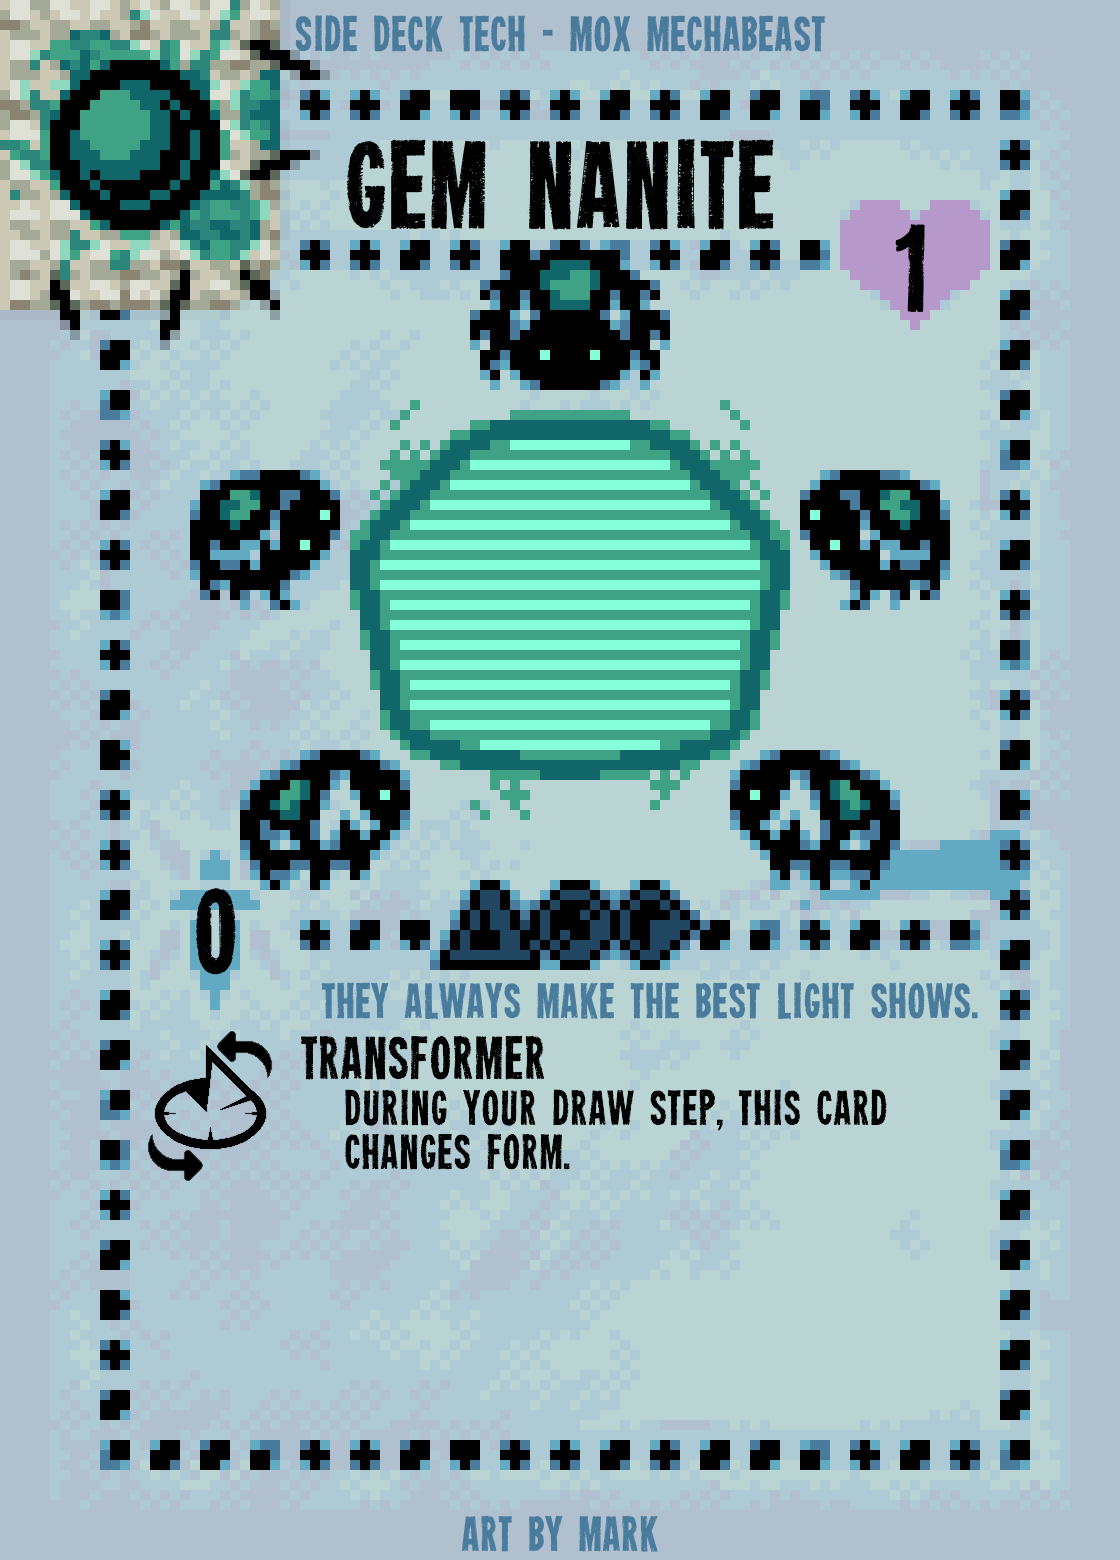 SIDE DECK TECH - MOX MECHABEAST
GEM NANITE
1
0
THEY ALWAYS MAKE THE BEST LIGHT SHOWS.
TRANSFORMER
DURING YOUR DRAW STEP, THIS CARD
CHANGES FORM.
ART BY MARK